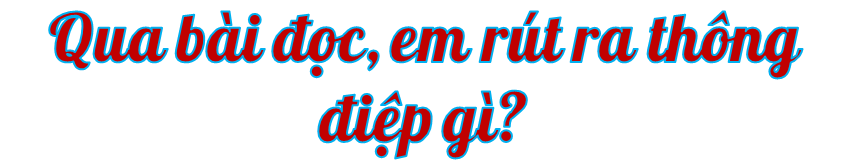 Qua bài đọc, em rút ra thông
điệp gì?